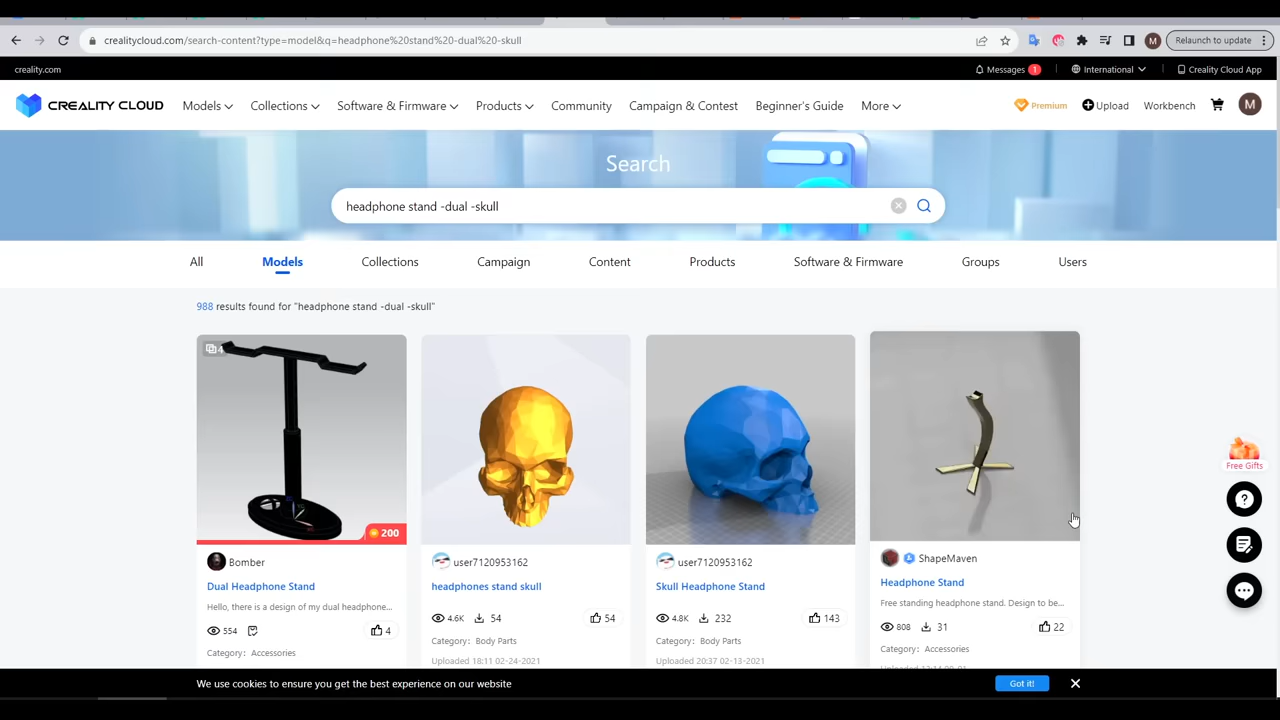 crealitycloud.com/search-content?type=model&q=headphone%20stand%20-dual%20-skull
M
Relaunch to update
creality.com
Messages 1
International
Creality Cloud App
CREALITY CLOUD
Models
Collections
Software & Firmware
Products
Community
Campaign & Contest
Beginner's Guide
More
Premium
Upload
Workbench
M
Search
headphone stand -dual -skull
All
Models
Collections
Campaign
Content
Products
Software & Firmware
Groups
Users
988 results found for "headphone stand -dual -skull"
4
200
Bomber
Dual Headphone Stand
Hello, there is a design of my dual headphone...
554
4
Category: Accessories
user7120953162
headphones stand skull
4.6K
54
54
Category: Body Parts
Uploaded 18:11 02-24-2021
user7120953162
Skull Headphone Stand
4.8K
232
143
Category: Body Parts
Uploaded 20:37 02-13-2021
ShapeMaven
Headphone Stand
Free standing headphone stand. Design to be...
808
31
22
Category: Accessories
Free Gifts
We use cookies to ensure you get the best experience on our website
Got it!